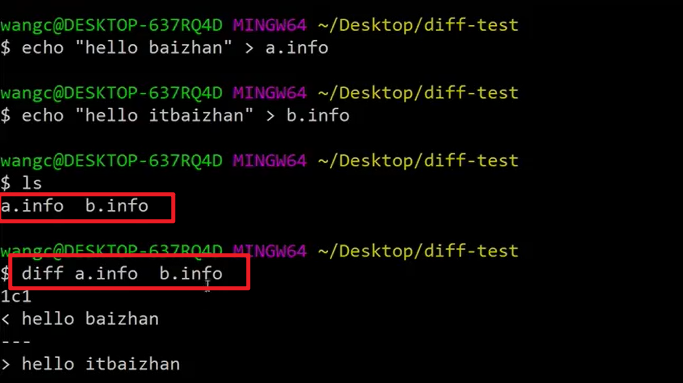 wangc@DESKTOP-637RQ4D MINGW64 ~/Desktop/diff-test
$ echo "hello baizhan" > a.info
wangc@DESKTOP-637RQ4D MINGW64 ~/Desktop/diff-test
$ echo "hello itbaizhan" > b.info
wangc@DESKTOP-637RQ4D MINGW64 ~/Desktop/diff-test
$ ls
a.info  b.info
wangc@DESKTOP-637RQ4D MINGW64 ~/Desktop/diff-test
$ diff a.info  b.info
1c1
< hello baizhan
---
> hello itbaizhan